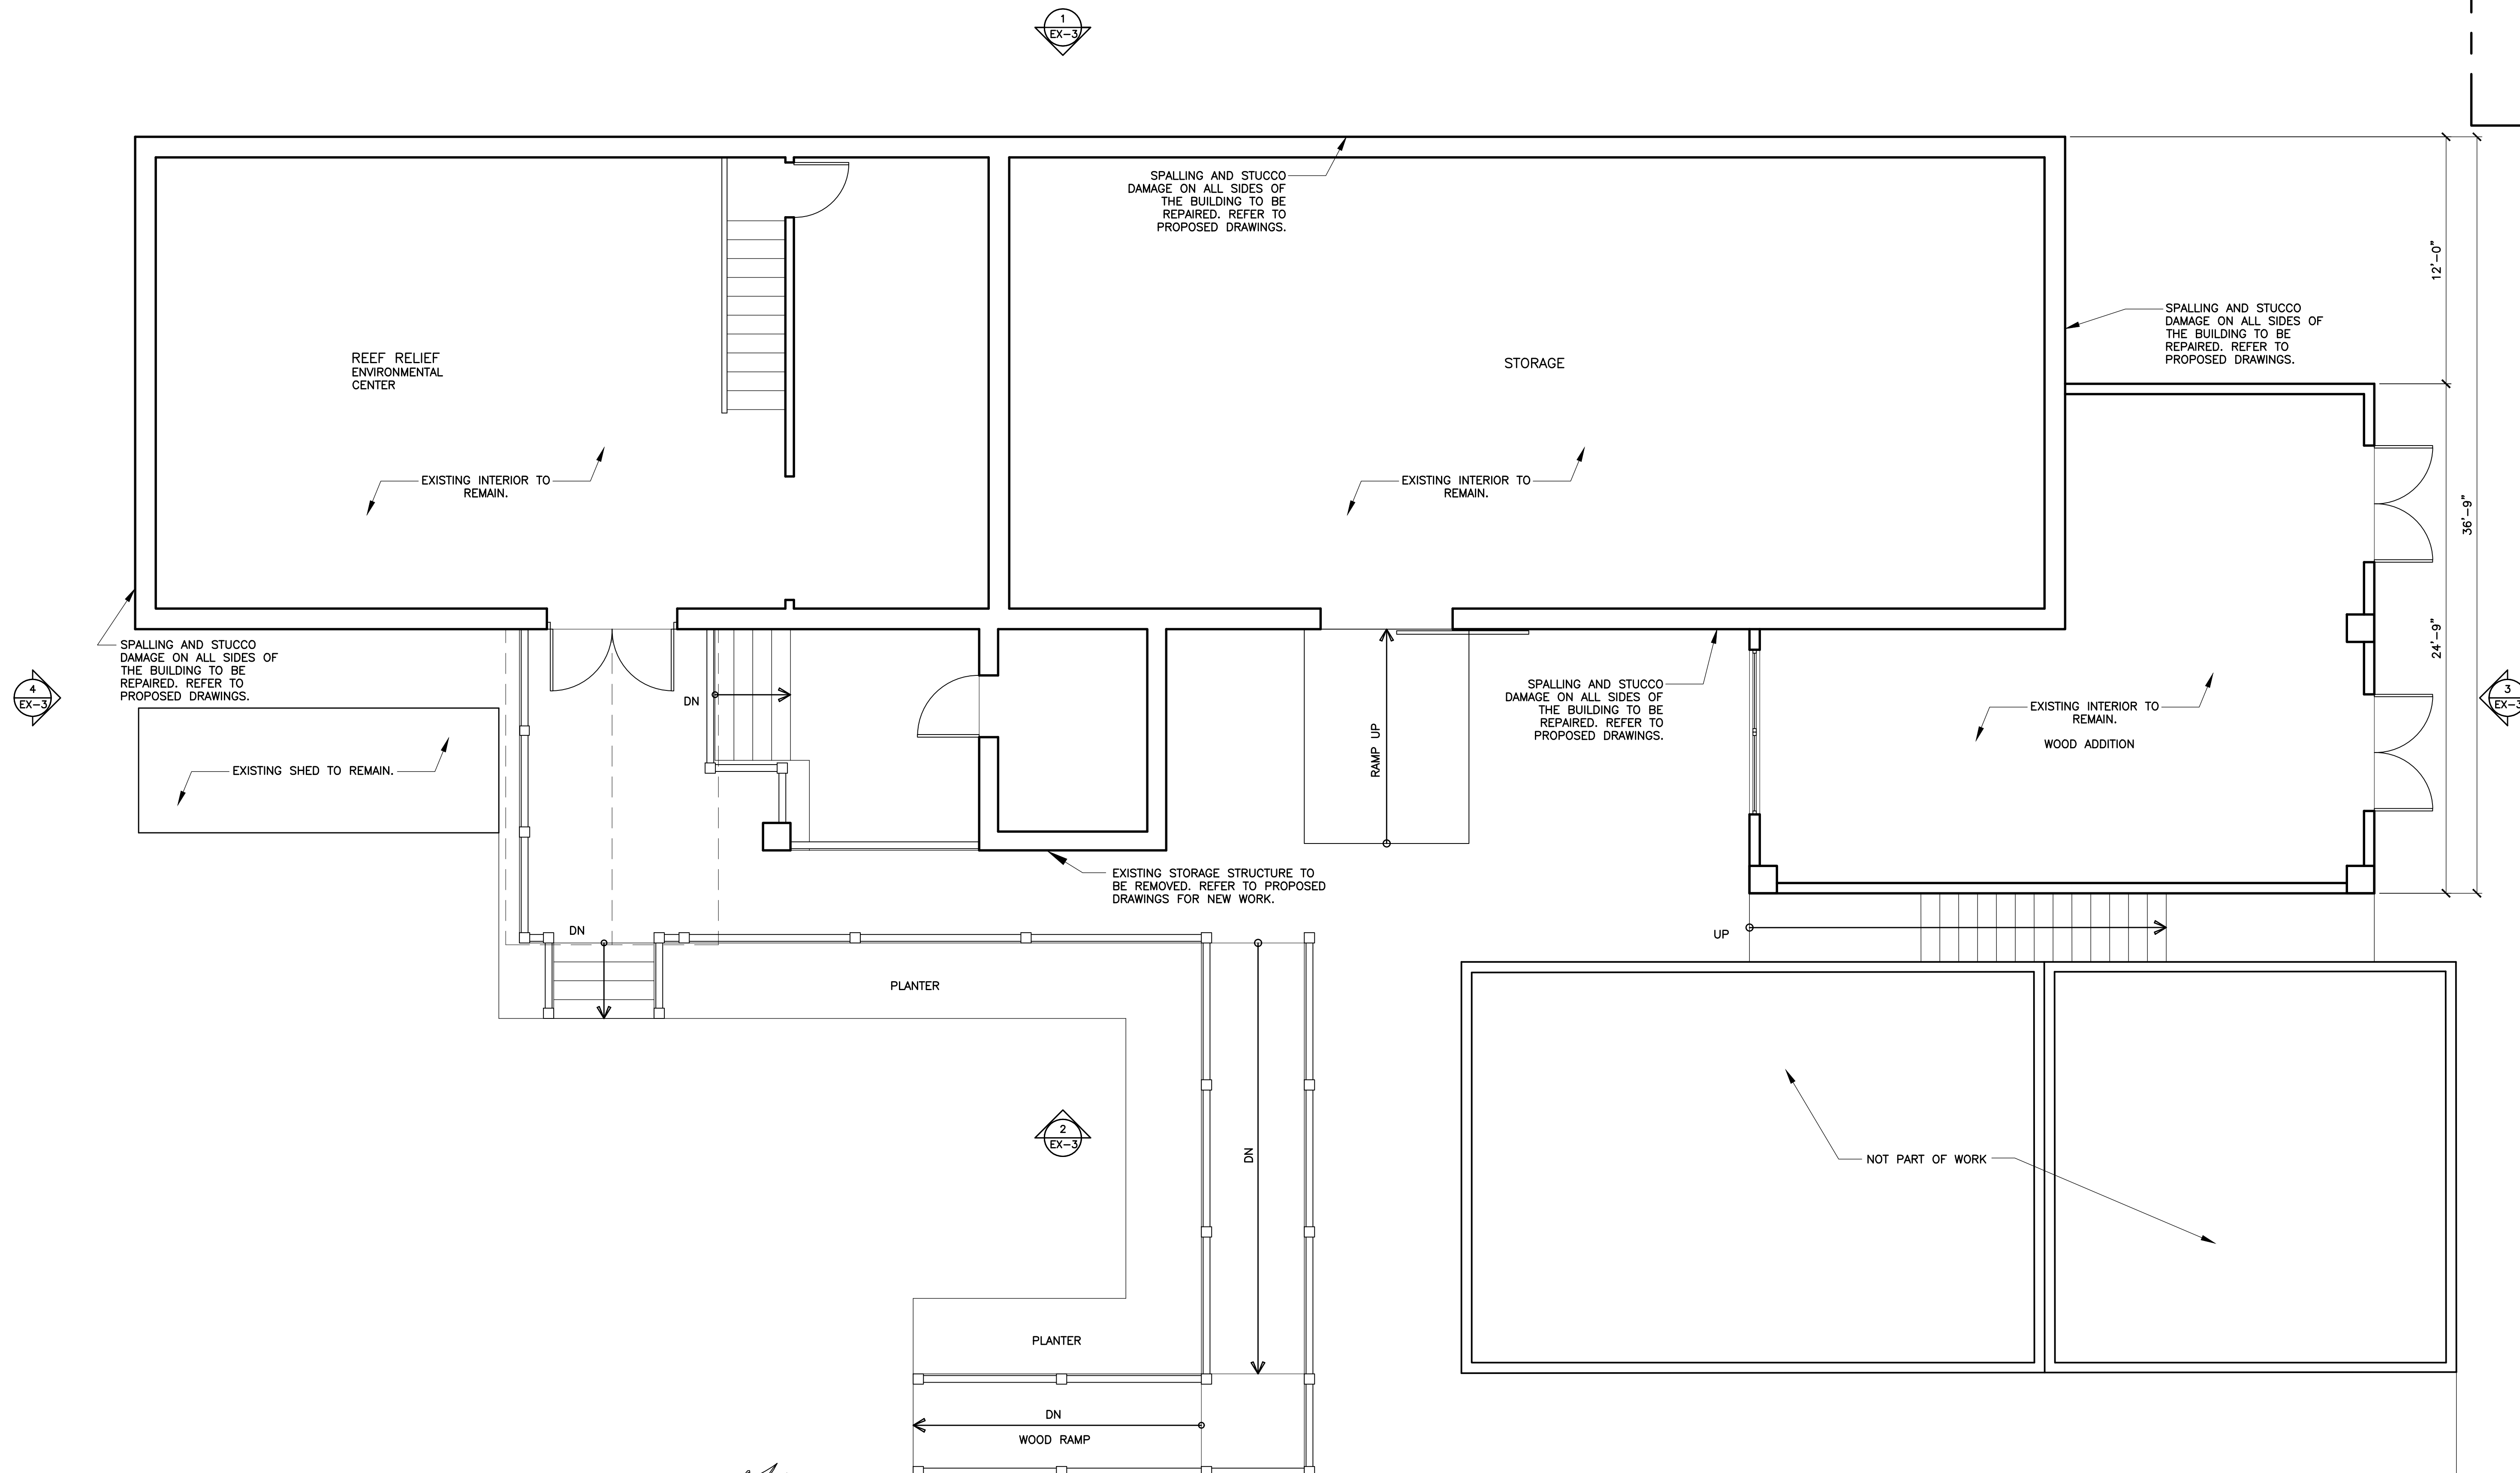 1
EX-3
SPALLING AND STUCCO
DAMAGE ON ALL SIDES OF
THE BUILDING TO BE
REPAIRED. REFER TO
PROPOSED DRAWINGS.
12'-0"
SPALLING AND STUCCO
DAMAGE ON ALL SIDES OF
THE BUILDING TO BE
REPAIRED. REFER TO
PROPOSED DRAWINGS.
REEF RELIEF
ENVIRONMENTAL
CENTER
STORAGE
EXISTING INTERIOR TO
REMAIN.
EXISTING INTERIOR TO
REMAIN.
36'-9"
SPALLING AND STUCCO
DAMAGE ON ALL SIDES OF
THE BUILDING TO BE
REPAIRED. REFER TO
PROPOSED DRAWINGS.
24'-9"
4
EX-3
DN
SPALLING AND STUCCO
DAMAGE ON ALL SIDES OF
THE BUILDING TO BE
REPAIRED. REFER TO
PROPOSED DRAWINGS.
3
EX-3
EXISTING INTERIOR TO
REMAIN.
WOOD ADDITION
RAMP UP
EXISTING SHED TO REMAIN.
EXISTING STORAGE STRUCTURE TO
BE REMOVED. REFER TO PROPOSED
DRAWINGS FOR NEW WORK.
DN
UP
PLANTER
2
EX-3
DN
NOT PART OF WORK
PLANTER
DN
WOOD RAMP